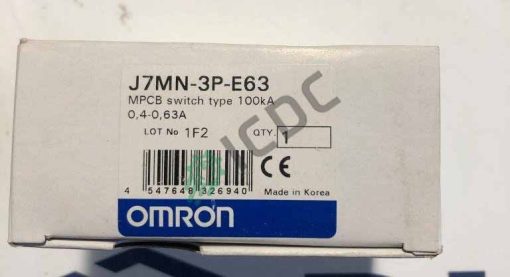 J7MN-3P-E63
MPCB switch type 100kA
0,4-0,63A
LOT No 1F2 QTY. 1
ICDC
CE
4 547648 326940
Made in Korea
OMRON